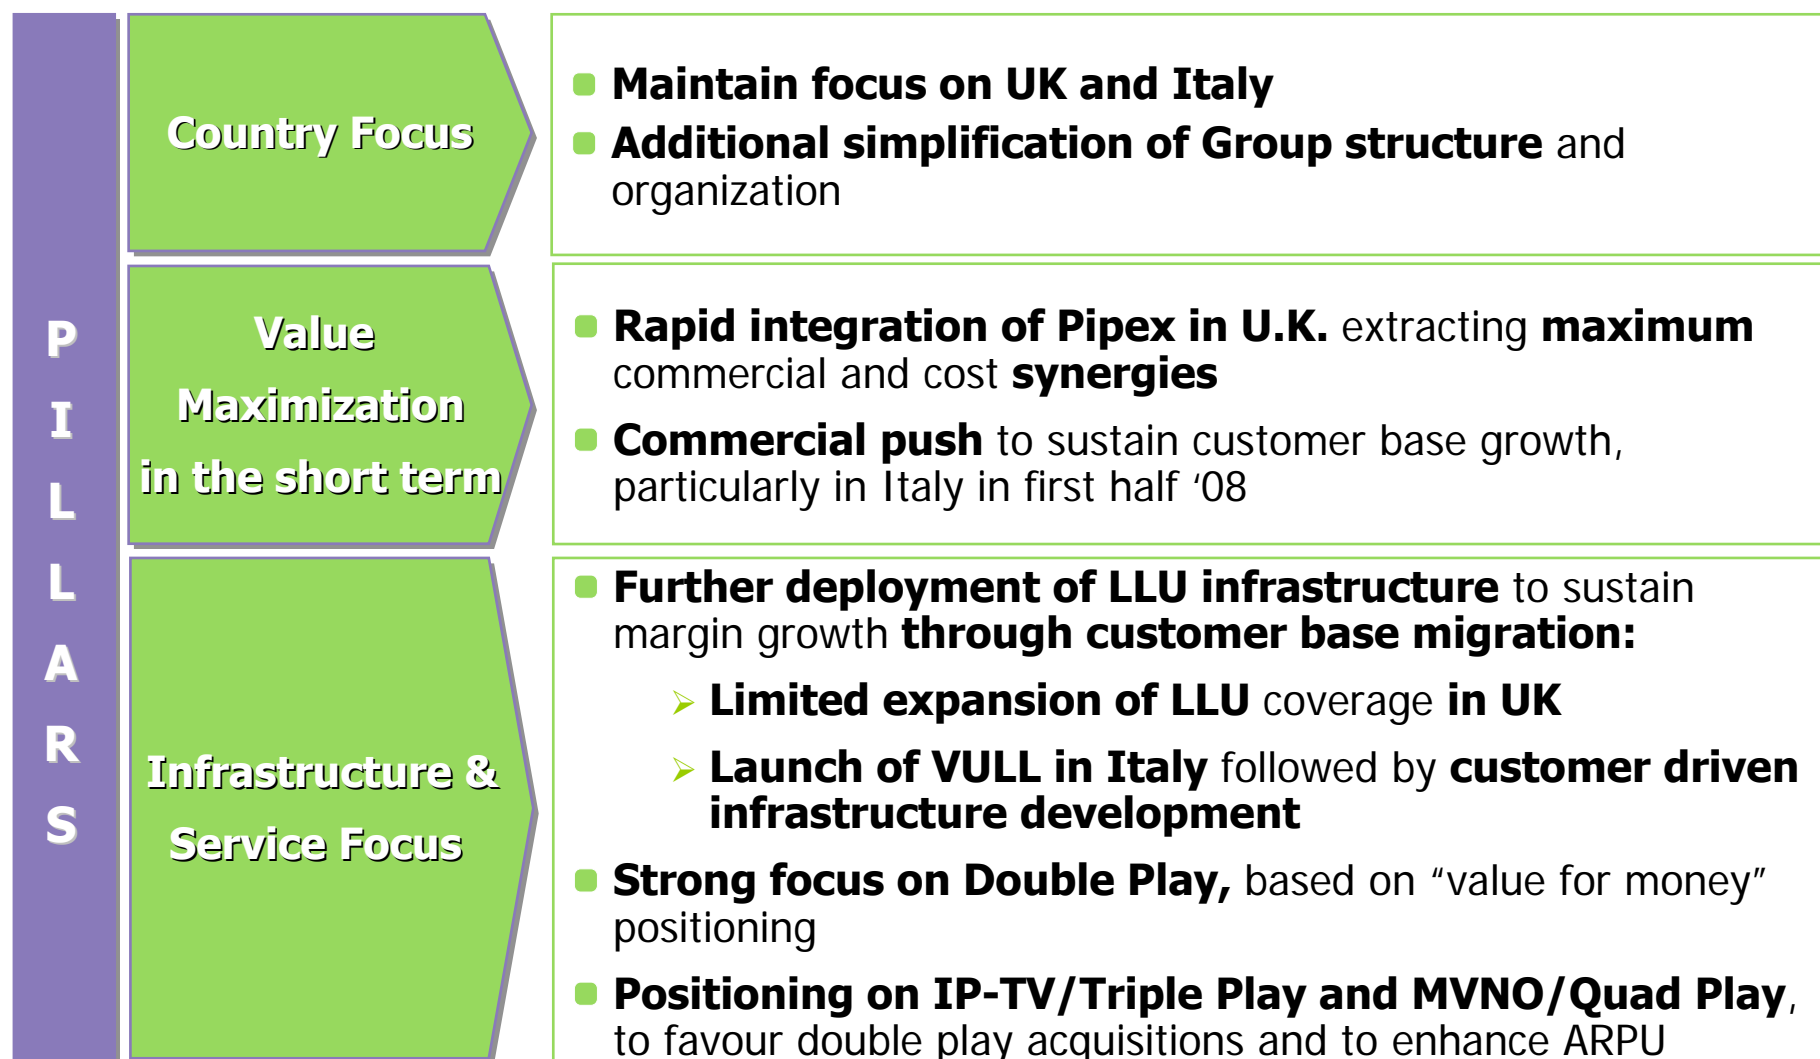 PILLARS
Country Focus
Maintain focus on UK and Italy
Additional simplification of Group structure and
organization
Value
Maximization
in the short term
Rapid integration of Pipex in U.K. extracting maximum
commercial and cost synergies
Commercial push to sustain customer base growth,
particularly in Italy in first half ‘08
Infrastructure &
Service Focus
Further deployment of LLU infrastructure to sustain
margin growth through customer base migration:
Limited expansion of LLU coverage in UK
Launch of VULL in Italy followed by customer driven
infrastructure development
Strong focus on Double Play, based on “value for money”
positioning
Positioning on IP-TV/Triple Play and MVNO/Quad Play,
to favour double play acquisitions and to enhance ARPU